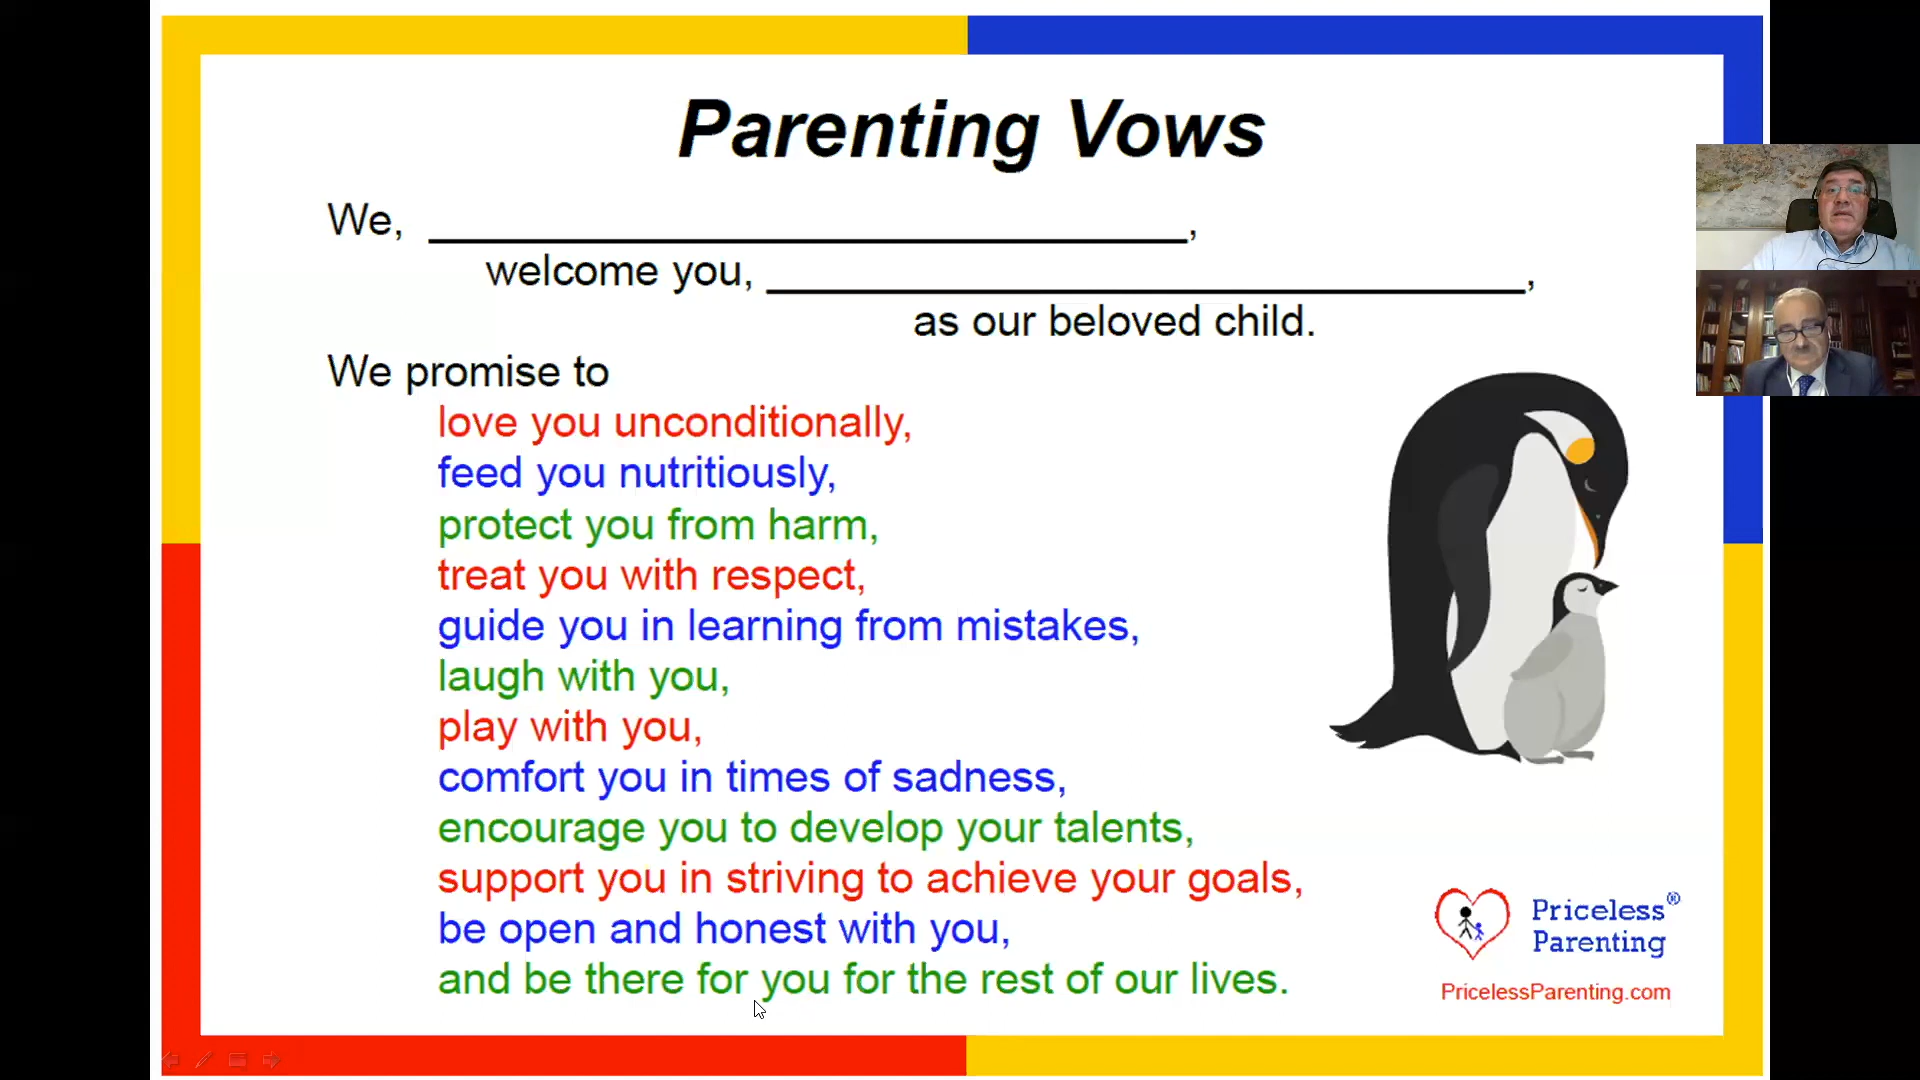 Parenting Vows
We, ______________________________,
welcome you, ______________________________,
as our beloved child.
We promise to
love you unconditionally,
feed you nutritiously,
protect you from harm,
treat you with respect,
guide you in learning from mistakes,
laugh with you,
play with you,
comfort you in times of sadness,
encourage you to develop your talents,
support you in striving to achieve your goals,
be open and honest with you,
and be there for you for the rest of our lives.
Priceless®
Parenting
PricelessParenting.com